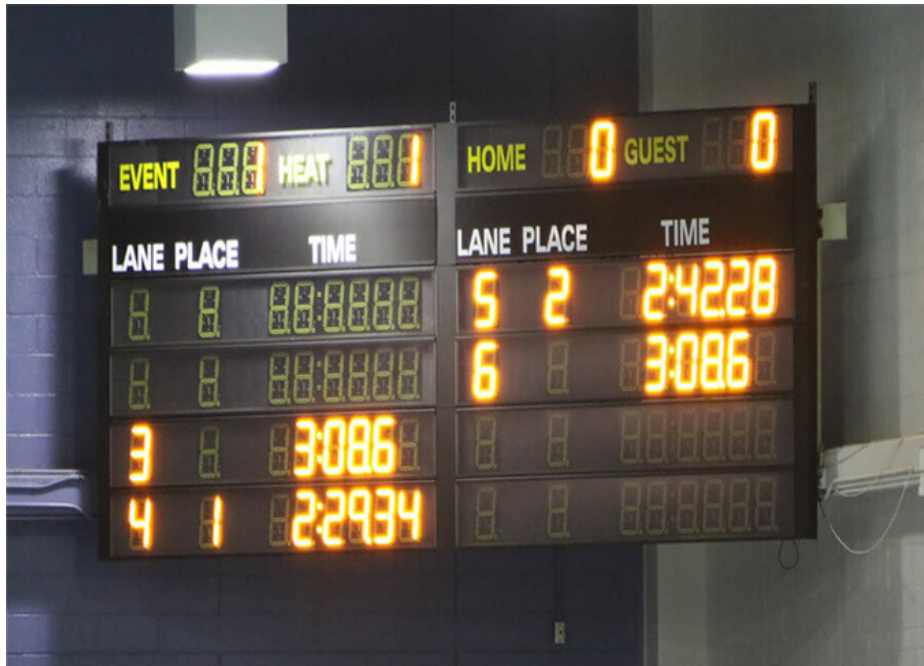 EVENT 1 HEAT 1
LANE PLACE TIME
3 3:08.6
4 1 2:29.34
HOME 0 GUEST 0
LANE PLACE TIME
5 2 2:42.28
6 3:08.6